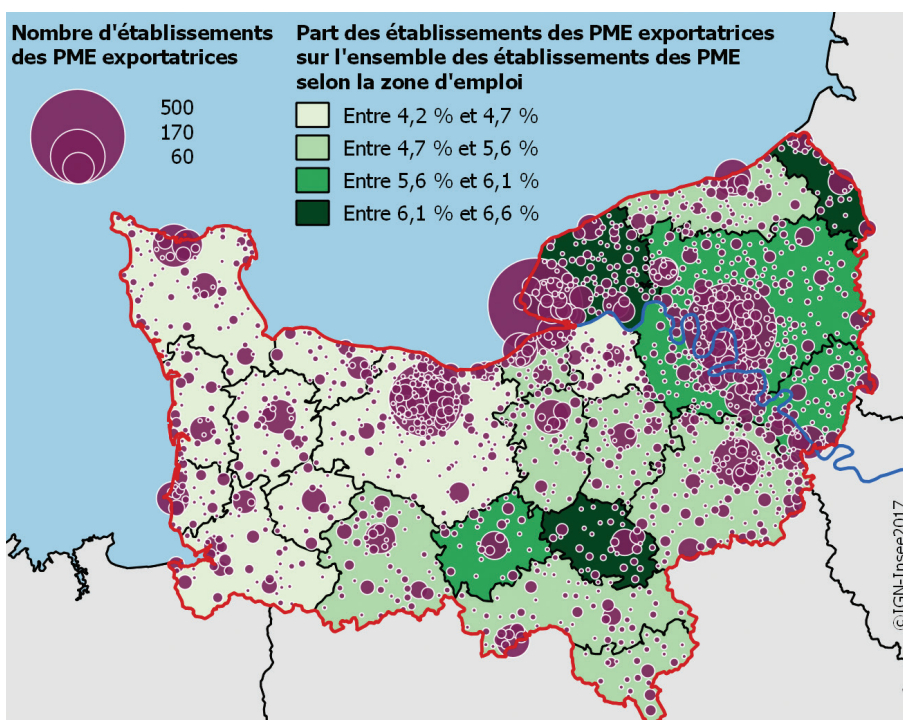 Nombre d'établissements
des PME exportatrices
500
170
60
Part des établissements des PME exportatrices
sur l'ensemble des établissements des PME
selon la zone d'emploi
Entre 4,2 % et 4,7 %
Entre 4,7 % et 5,6 %
Entre 5,6 % et 6,1 %
Entre 6,1 % et 6,6 %
©IGN-Insee2017